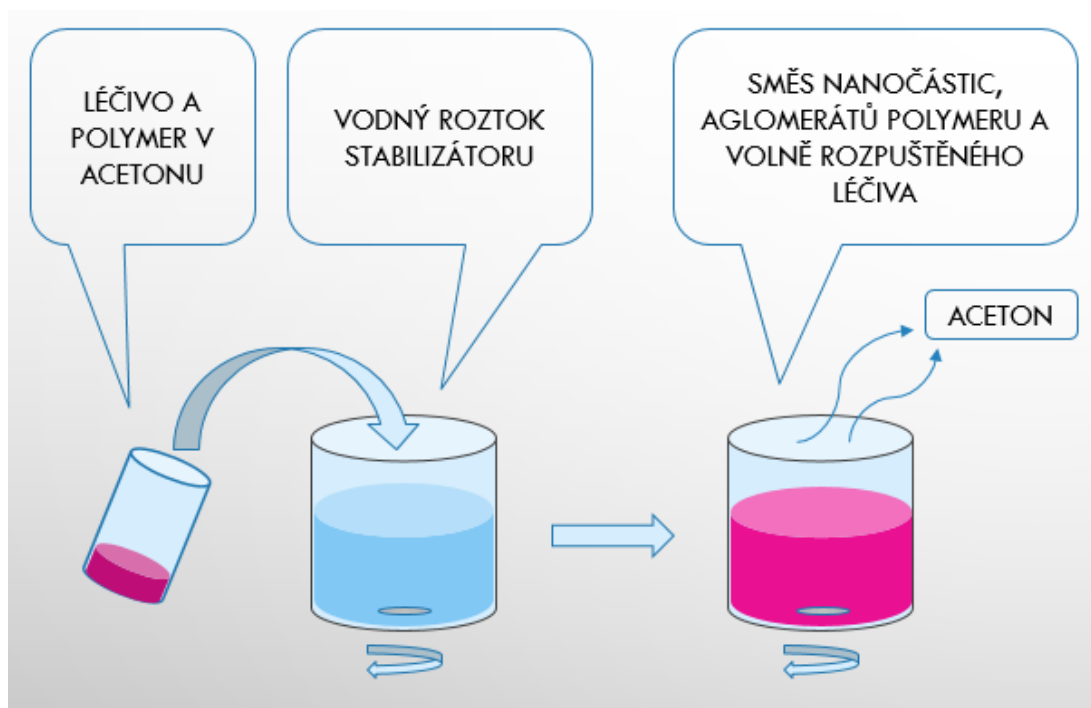 LÉČIVO A
POLYMER V
ACETONU
VODNÝ ROZTOK
STABILIZÁTORU
SMĚS NANOČÁSTIC,
AGLOMERÁTŮ POLYMERU A
VOLNĚ ROZPUŠTĚNÉHO
LÉČIVA
ACETON